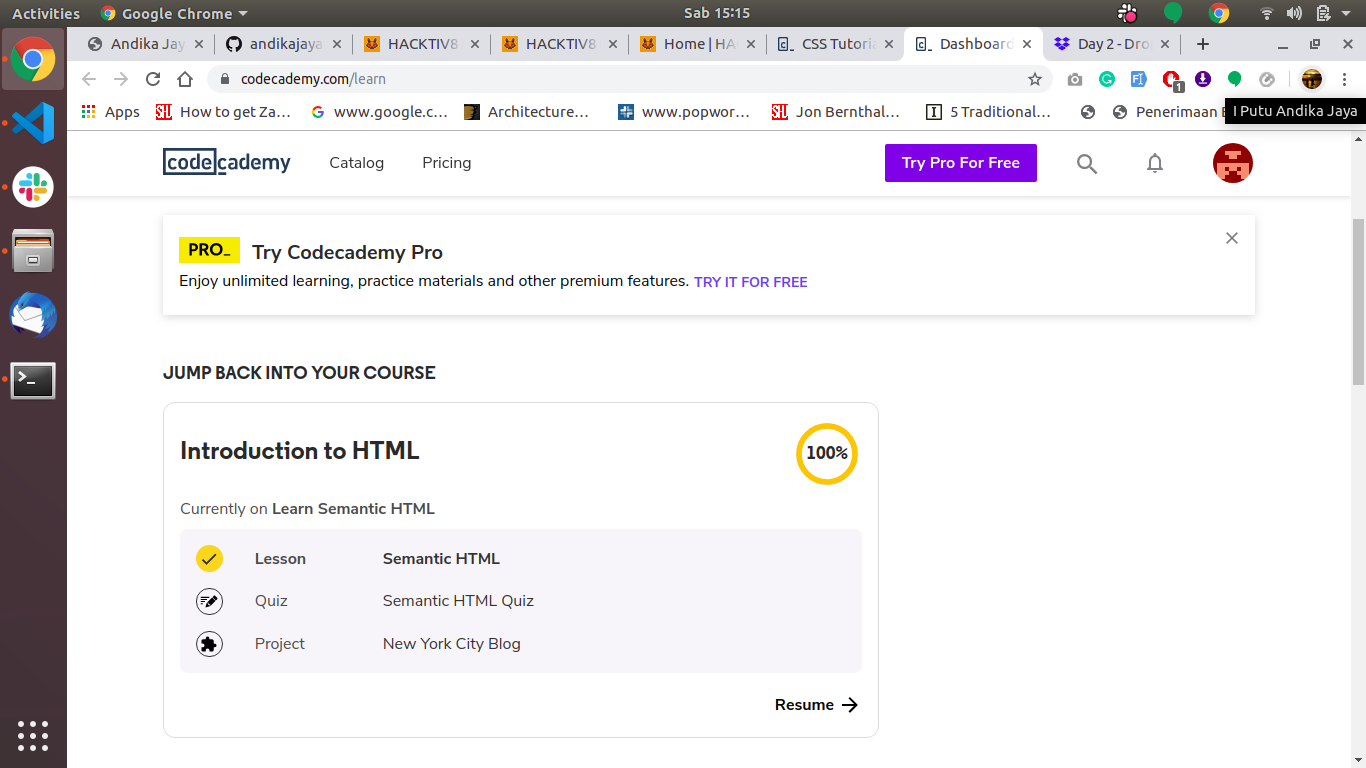 Activities Google Chrome Sab 15:15
Andika Jay andikajaya HACKTIV8 HACKTIV8 Home | HA CSS Tutoria Dashboard Day 2 - Dro
codecademy.com/learn
1
Apps How to get Za… www.google.c… Architecture… www.popwor… Jon Bernthal… 5 Traditional… Penerimaan
I Putu Andika Jaya
codecademy Catalog Pricing Try Pro For Free
PRO_ Try Codecademy Pro
Enjoy unlimited learning, practice materials and other premium features. TRY IT FOR FREE
JUMP BACK INTO YOUR COURSE
Introduction to HTML 100%
Currently on Learn Semantic HTML
Lesson Semantic HTML
Quiz Semantic HTML Quiz
Project New York City Blog
Resume